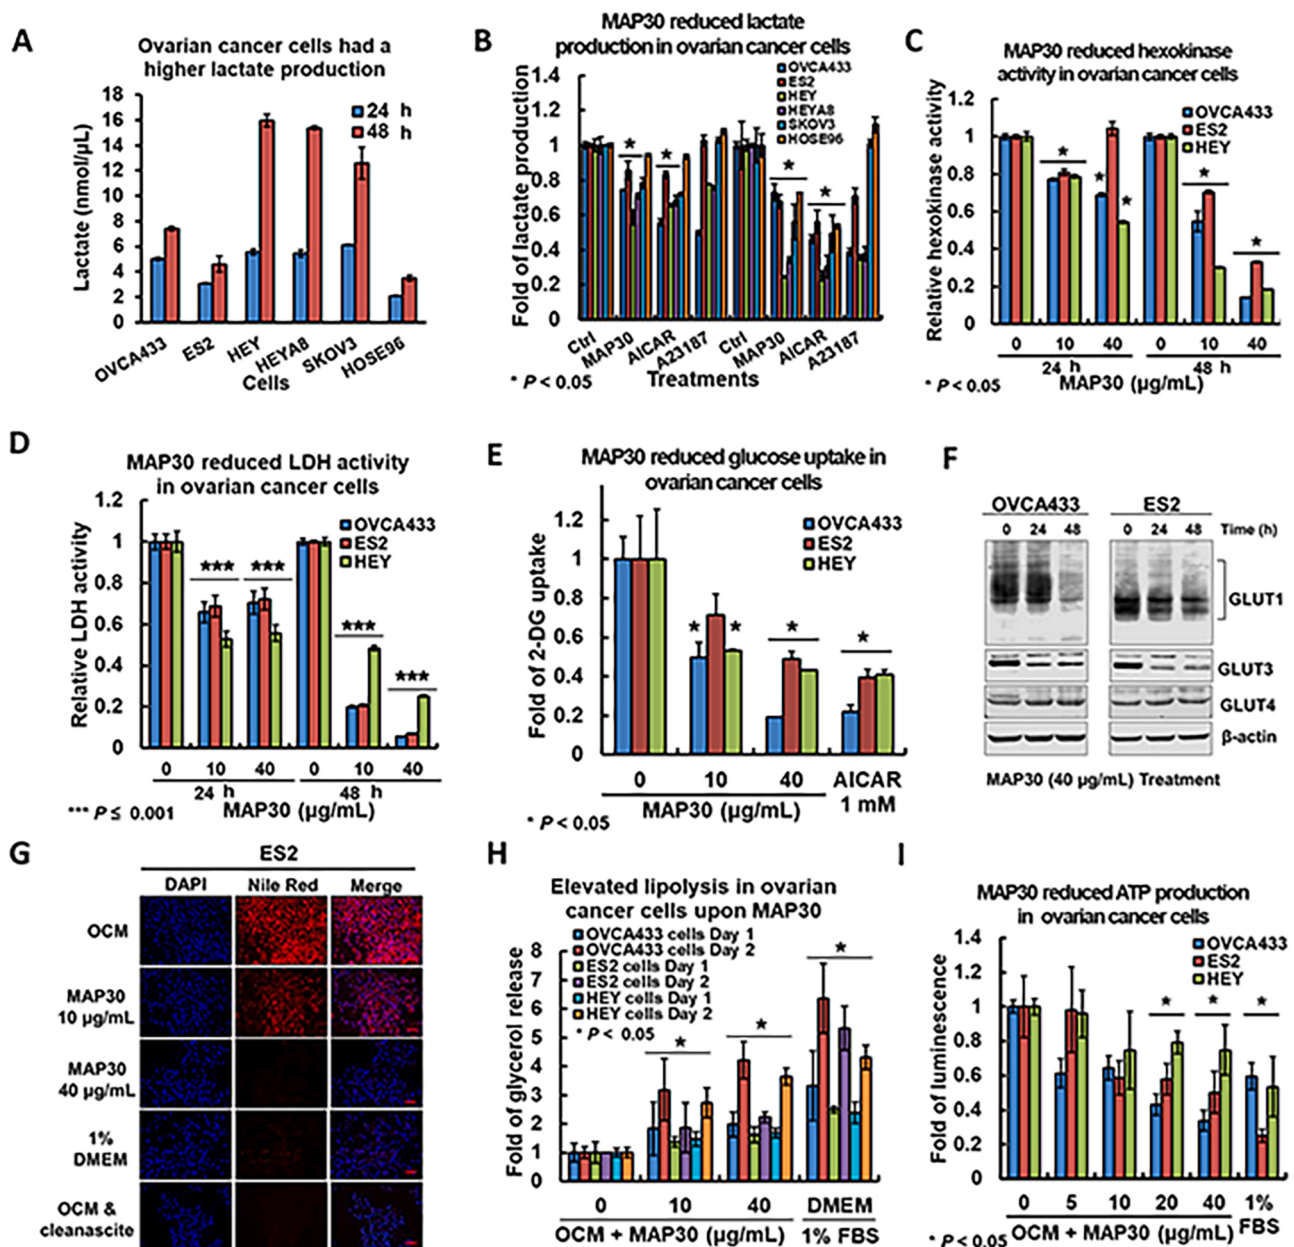 A
Ovarian cancer cells had a
higher lactate production
Lactate (nmol/µL)
18
16
14
12
10
8
6
4
2
0
24 h
48 h
OVCA433
ES2
HEY
HEYA8
SKOV3
HOSE96
Cells
B
MAP30 reduced lactate
production in ovarian cancer cells
Fold of lactate production
1.4
1.2
1
0.8
0.6
0.4
0.2
0
OVCA433
ES2
HEY
HEYA8
SKOV3
HOSE96
* * * *
Ctrl
MAP30
AICAR
A23187
Ctrl
MAP30
AICAR
A23187
* P < 0.05
Treatments
C
MAP30 reduced hexokinase
activity in ovarian cancer cells
Relative hexokinase activity
1.2
1
0.8
0.6
0.4
0.2
0
OVCA433
ES2
HEY
* * * * *
0 10 40 0 10 40
24 h 48 h
* P < 0.05
MAP30 (µg/mL)
D
MAP30 reduced LDH activity
in ovarian cancer cells
Relative LDH activity
1.2
1
0.8
0.6
0.4
0.2
0
OVCA433
ES2
HEY
*** *** *** ***
0 10 40 0 10 40
24 h 48 h
*** P ≤ 0.001
MAP30 (µg/mL)
E
MAP30 reduced glucose uptake in
ovarian cancer cells
Fold of 2-DG uptake
1.2
1
0.8
0.6
0.4
0.2
0
OVCA433
ES2
HEY
* * * *
0 10 40 AICAR
1 mM
MAP30 (µg/mL)
* P < 0.05
F
OVCA433 ES2
0 24 48 0 24 48 Time (h)
GLUT1
GLUT3
GLUT4
β-actin
MAP30 (40 µg/mL) Treatment
G
ES2
DAPI Nile Red Merge
OCM
MAP30
10 µg/mL
MAP30
40 µg/mL
1%
DMEM
OCM &
cleanascite
H
Elevated lipolysis in ovarian
cancer cells upon MAP30
Fold of glycerol release
8
7
6
5
4
3
2
1
0
OVCA433 cells Day 1
OVCA433 cells Day 2
ES2 cells Day 1
ES2 cells Day 2
HEY cells Day 1
HEY cells Day 2
* P < 0.05
* * *
0 10 40 DMEM
OCM + MAP30 (µg/mL) 1% FBS
I
MAP30 reduced ATP production
in ovarian cancer cells
Fold of luminescence
1.4
1.2
1
0.8
0.6
0.4
0.2
0
OVCA433
ES2
HEY
* * *
0 5 10 20 40 1%
FBS
OCM + MAP30 (µg/mL)
* P < 0.05